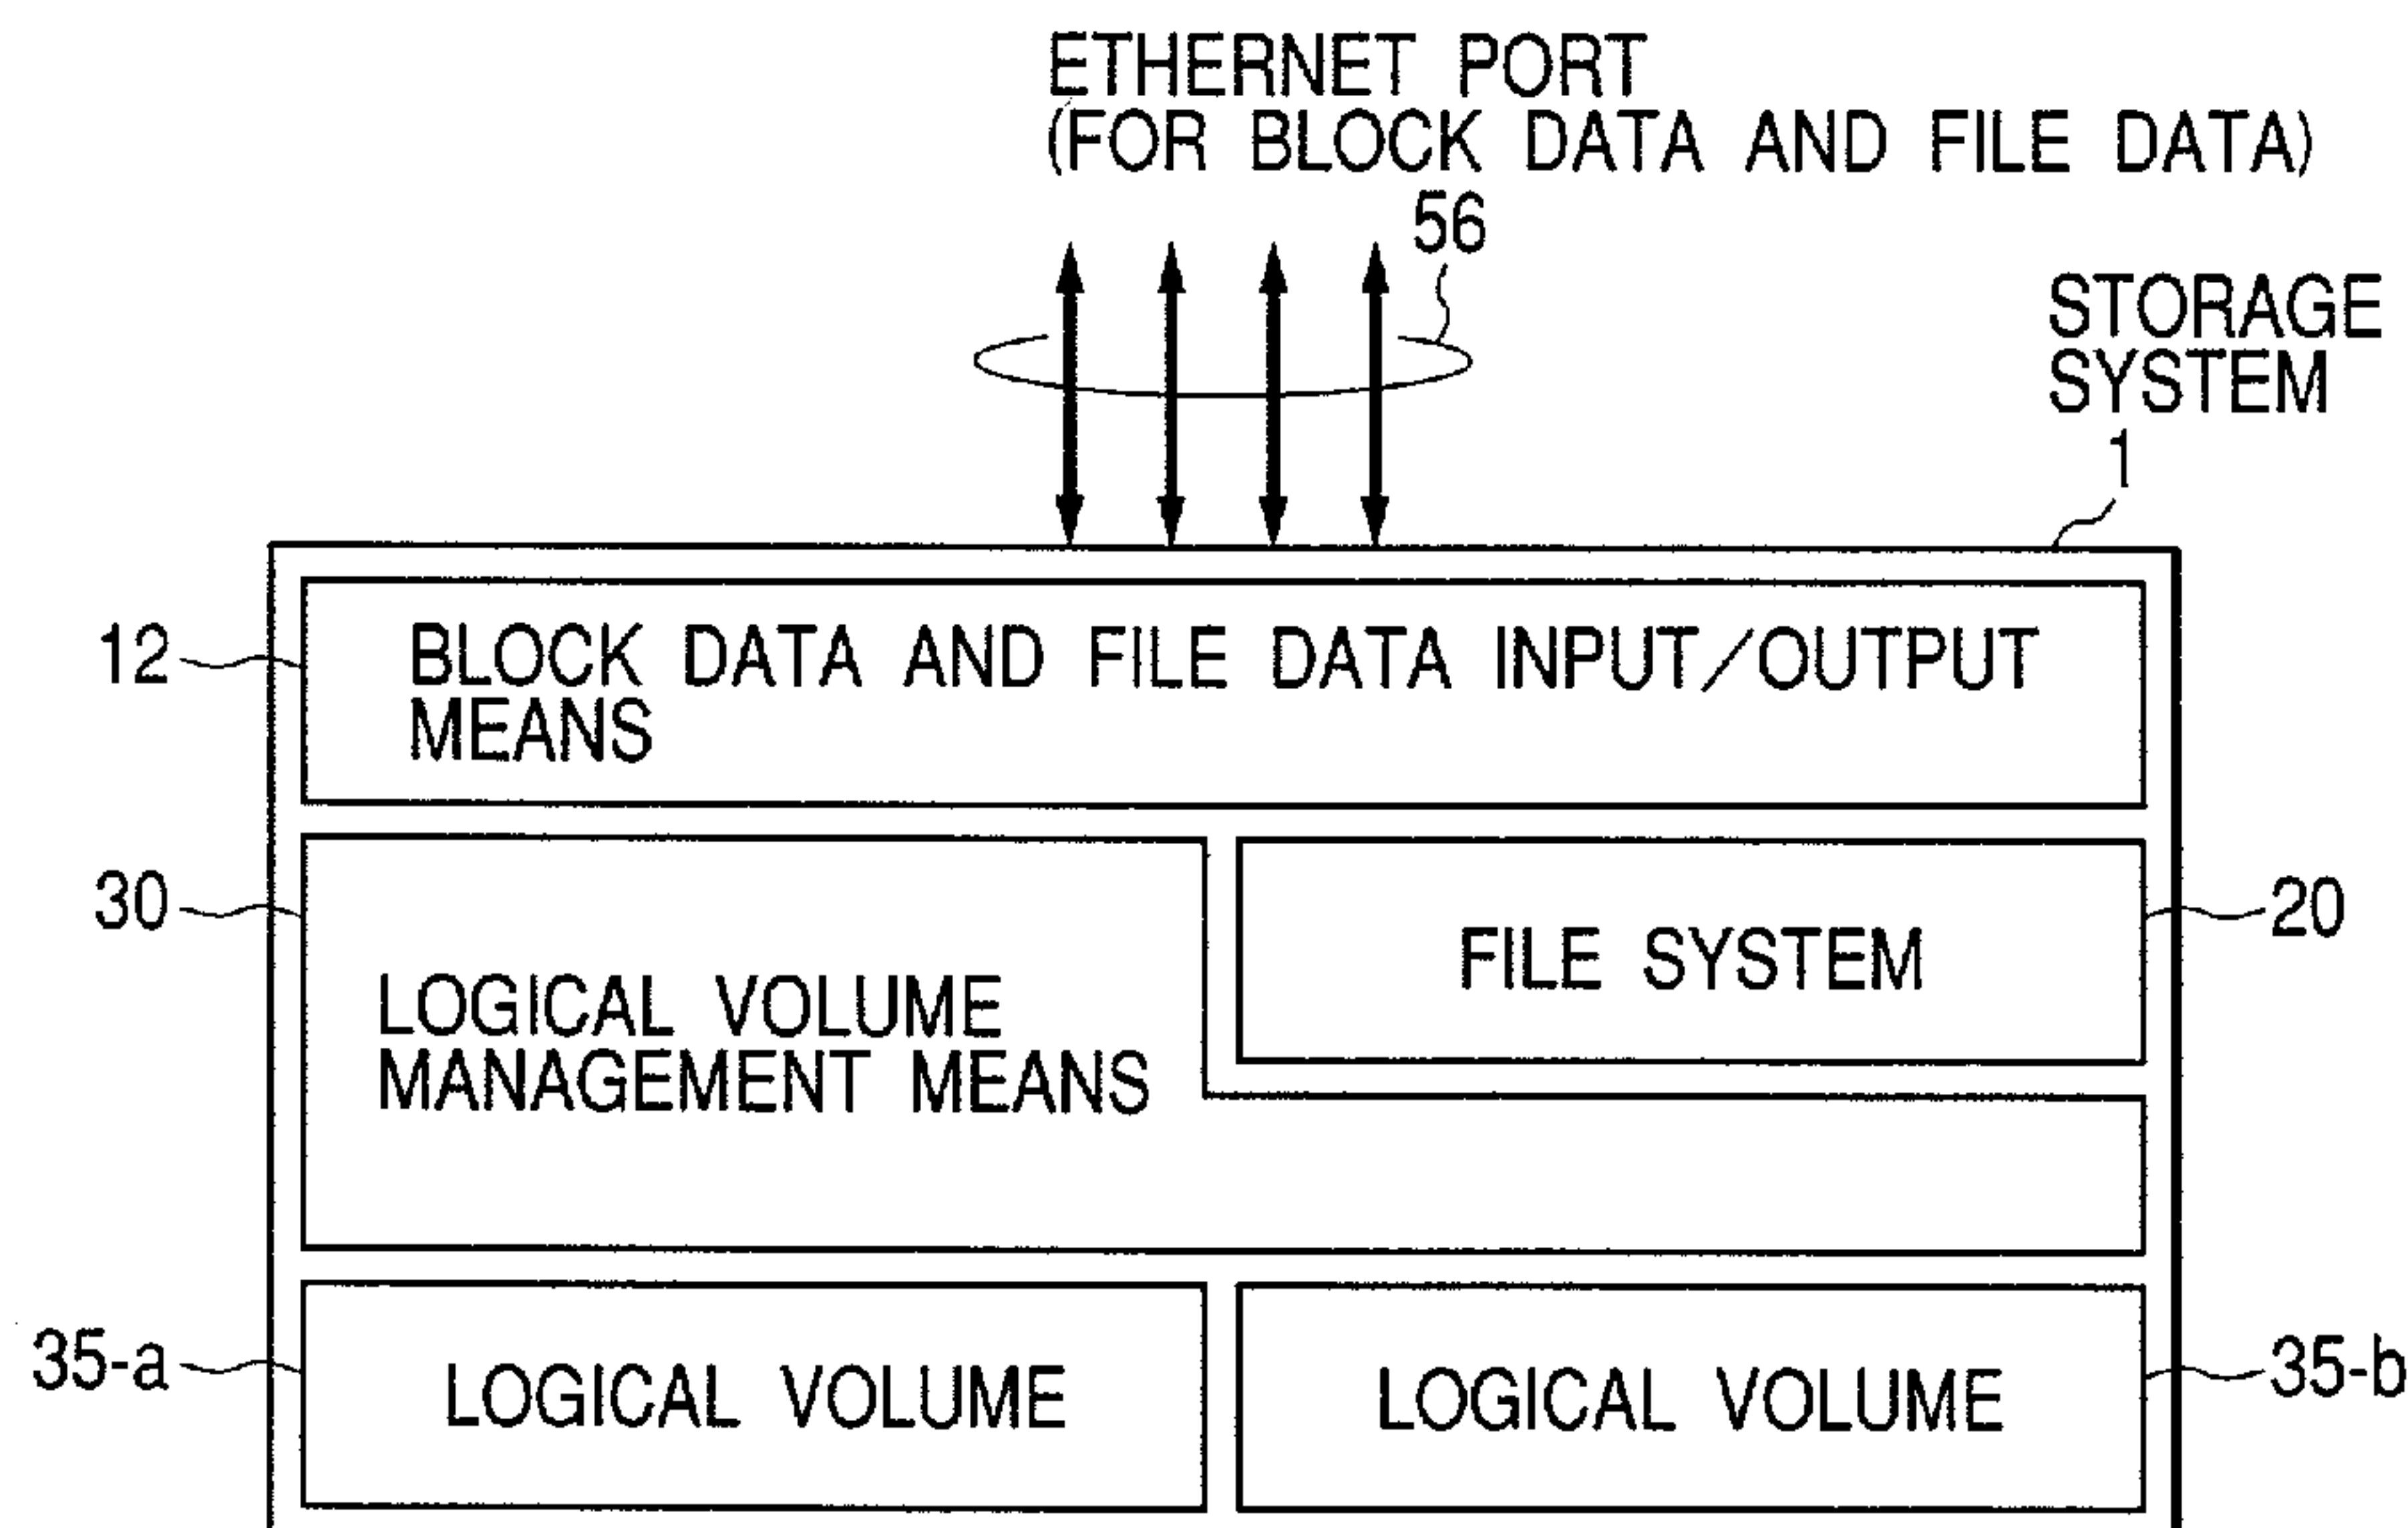 ETHERNET PORT
(FOR BLOCK DATA AND FILE DATA)
56
STORAGE
SYSTEM
1
12
BLOCK DATA AND FILE DATA INPUT/OUTPUT
MEANS
30
20
FILE SYSTEM
LOGICAL VOLUME
MANAGEMENT MEANS
35-a
LOGICAL VOLUME
LOGICAL VOLUME
35-b